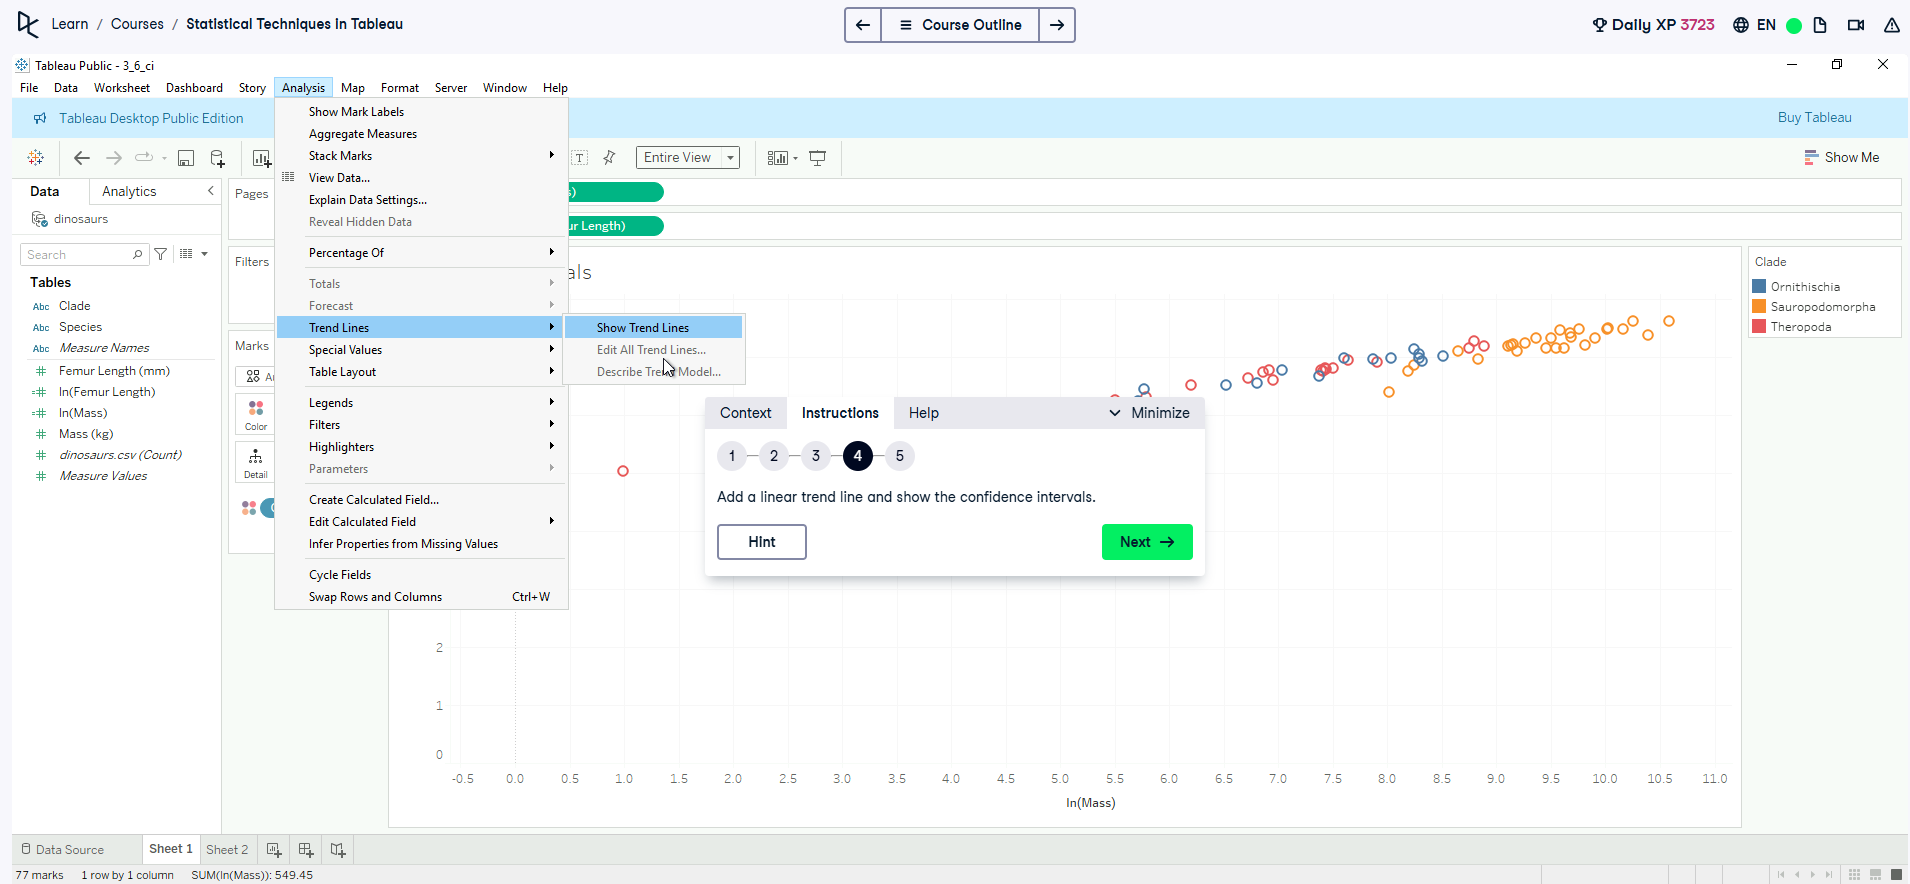 Learn / Courses / Statistical Techniques in Tableau
Course Outline
Daily XP 3723
EN
Tableau Public - 3_6_ci
File Data Worksheet Dashboard Story Analysis Map Format Server Window Help
Tableau Desktop Public Edition
Buy Tableau
Entire View
Show Me
Data Analytics
dinosaurs
Search
Tables
Abc Clade
Abc Species
Abc Measure Names
Femur Length (mm)
ln(Femur Length)
ln(Mass)
Mass (kg)
dinosaurs.csv (Count)
Measure Values
Pages
Filters
Marks
Color
Detail
Show Mark Labels
Aggregate Measures
Stack Marks
View Data...
Explain Data Settings...
Reveal Hidden Data
Percentage Of
Totals
Forecast
Trend Lines
Special Values
Table Layout
Legends
Filters
Highlighters
Parameters
Create Calculated Field...
Edit Calculated Field
Infer Properties from Missing Values
Cycle Fields
Swap Rows and Columns Ctrl+W
Show Trend Lines
Edit All Trend Lines...
Describe Trend Model...
s)
ur Length)
als
Clade
Ornithischia
Sauropodomorpha
Theropoda
Context Instructions Help Minimize
1 2 3 4 5
Add a linear trend line and show the confidence intervals.
Hint
Next
2
1
0
-0.5 0.0 0.5 1.0 1.5 2.0 2.5 3.0 3.5 4.0 4.5 5.0 5.5 6.0 6.5 7.0 7.5 8.0 8.5 9.0 9.5 10.0 10.5 11.0
ln(Mass)
Data Source Sheet 1 Sheet 2
77 marks 1 row by 1 column SUM(ln(Mass)): 549.45